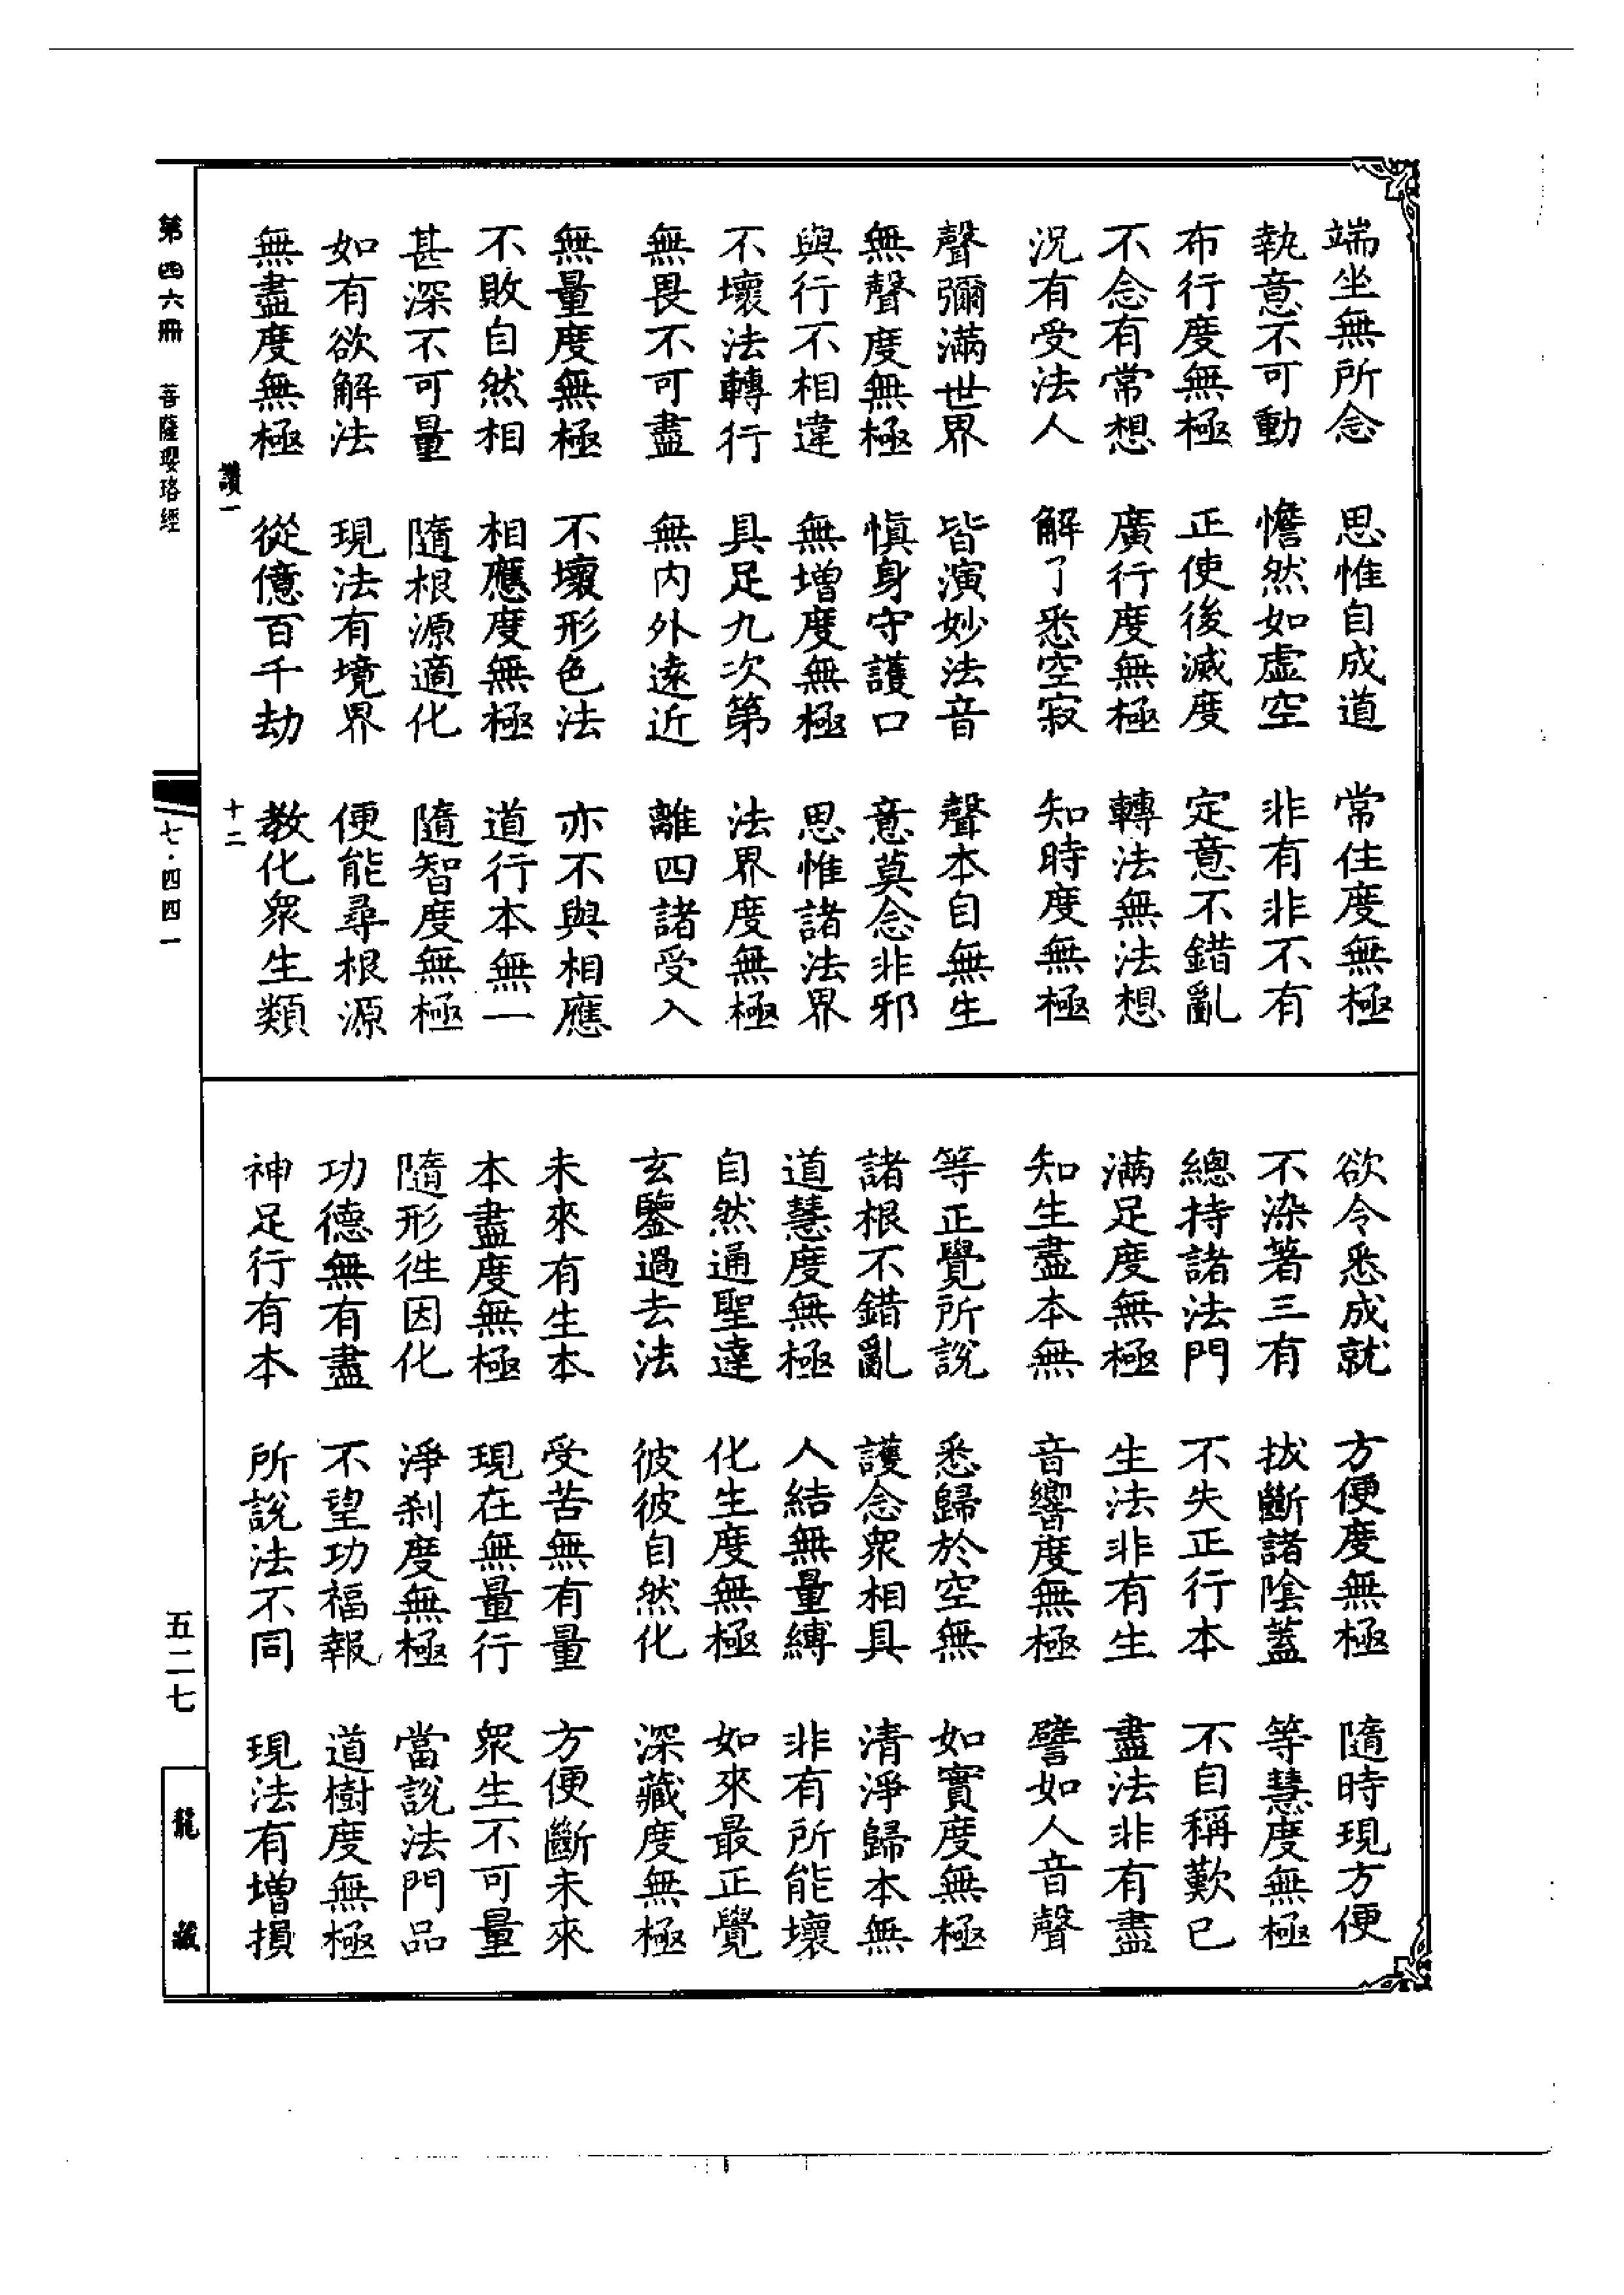 端坐無所念　思惟自成道　常住度無極
執意不可動　憺然如虛空　非有非不有
布行度無極　正使後滅度　定意不錯亂
不念有常想　廣行度無極　轉法無法想
況有受法人　解了悉空寂　知時度無極
聲彌滿世界　皆演妙法音　聲本自無生
無聲度無極　慎身守護口　意莫念非邪
與行不相違　無增度無極　思惟諸法界
不壞法轉行　具足九次第　法界度無極
無畏不可盡　無內外遠近　離四諸受入
無量度無極　不壞形色法　亦不與相應
不敗自然相　相應度無極　道行本無一
甚深不可量　隨根源適化　隨智度無極
如有欲解法　現法有境界　便能尋根源
無盡度無極　從億百千劫　教化眾生類
讚一　十二
欲令悉成就　方便度無極　隨時現方便
不染著三有　拔斷諸陰蓋　等慧度無極
總持諸法門　不失正行本　不自稱歎已
滿足度無極　生法非有生　盡法非有盡
知生盡本無　音響度無極　譬如人音聲
等正覺所說　悉歸於空無　如實度無極
諸根不錯亂　護念眾相具　清淨歸本無
道慧度無極　人結無量縛　非有所能壞
自然通聖達　化生度無極　如來最正覺
玄鑒過去法　彼彼自然化　深藏度無極
未來有生本　受苦無有量　方便斷未來
本盡度無極　現在無量行　眾生不可量
隨形往因化　淨剎度無極　當說法門品
功德無有盡　不望功福報　道樹度無極
神足行有本　所說法不同　現法有增損
第四六冊　菩薩瓔珞經　七·四四一　五二七　龍藏